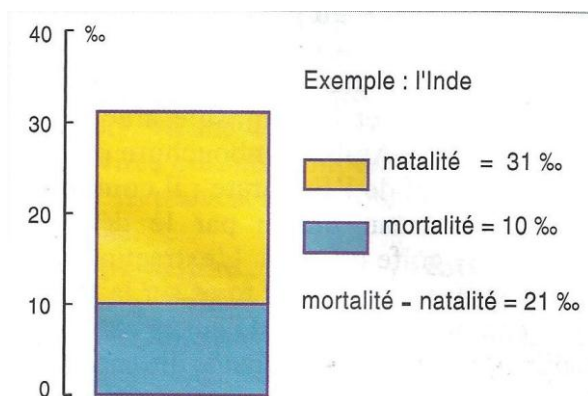 40 ‰
30
20
10
0
Exemple : l'Inde
natalité = 31 ‰
mortalité = 10 ‰
mortalité - natalité = 21 ‰